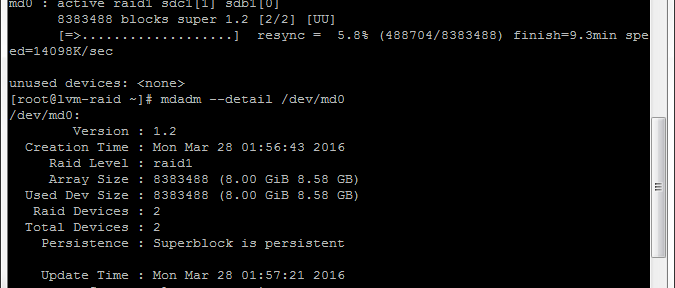 md0 : active raid1 sdc1[1] sdb1[0]
8383488 blocks super 1.2 [2/2] [UU]
[=>...................] resync = 5.8% (488704/8383488) finish=9.3min spe
ed=14098K/sec
unused devices: <none>
[root@lvm-raid ~]# mdadm --detail /dev/md0
/dev/md0:
Version : 1.2
Creation Time : Mon Mar 28 01:56:43 2016
Raid Level : raid1
Array Size : 8383488 (8.00 GiB 8.58 GB)
Used Dev Size : 8383488 (8.00 GiB 8.58 GB)
Raid Devices : 2
Total Devices : 2
Persistence : Superblock is persistent
Update Time : Mon Mar 28 01:57:21 2016